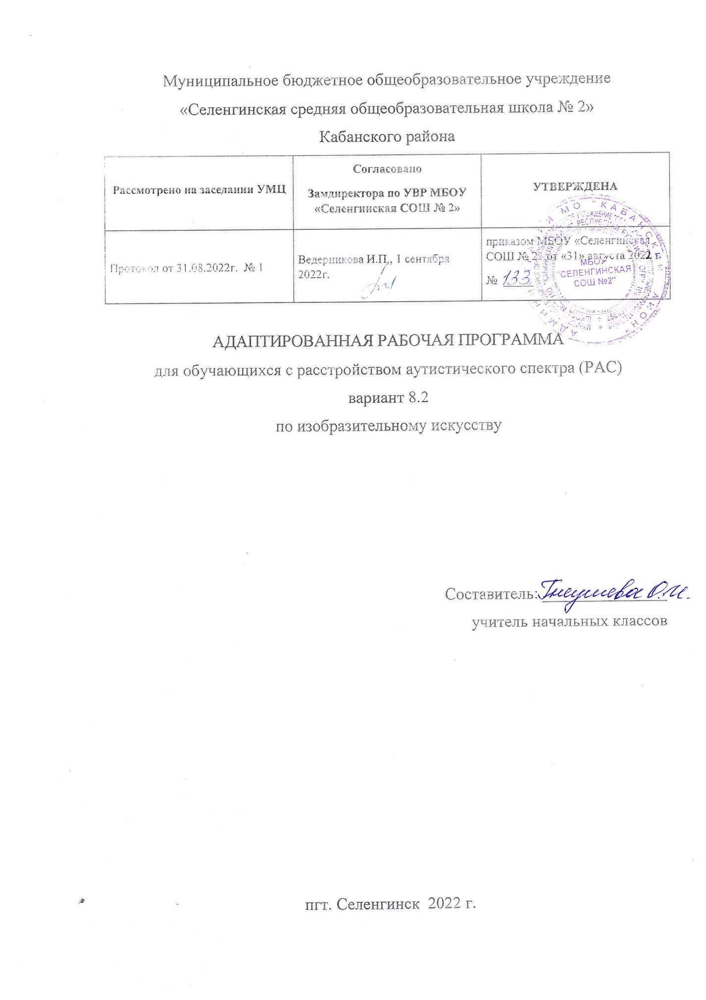 Муниципальное бюджетное общеобразовательное учреждение
«Селенгинская средняя общеобразовательная школа № 2»
Кабанского района
Рассмотрено на заседании УМЦ
Согласовано
Замдиректора по УВР МБОУ
«Селенгинская СОШ № 2»
УТВЕРЖДЕНА
Протокол от 31.08.2022г. № 1
Ведерникова И.П., 1 сентября
2022г.
приказом МБОУ «Селенгинская
СОШ № 2» от «31» августа 2022 г.
№ 133
МБОУ
"СЕЛЕНГИНСКАЯ
СОШ №2"
АДАПТИРОВАННАЯ РАБОЧАЯ ПРОГРАММА
для обучающихся с расстройством аутистического спектра (РАС)
вариант 8.2
по изобразительному искусству
Составитель: Гнеушева О.И.
учитель начальных классов
пгт. Селенгинск 2022 г.